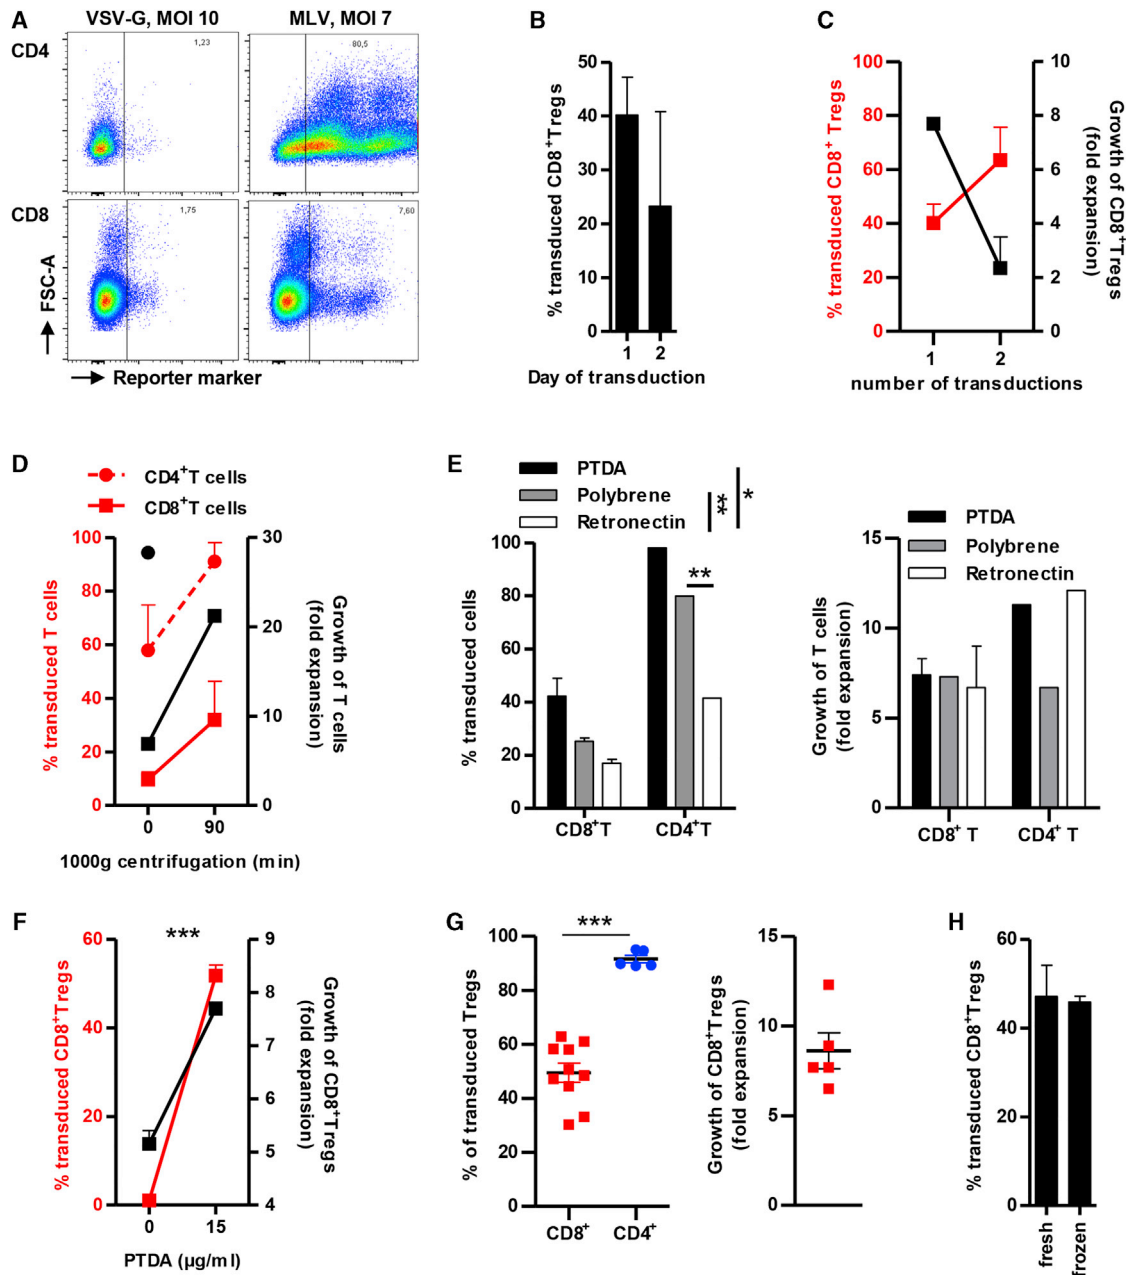 A
VSV-G, MOI 10
MLV, MOI 7
CD4
1,23
80,5
CD8
1,75
7,60
FSC-A
Reporter marker
B
% transduced CD8+Tregs
50
40
30
20
10
0
1 2
Day of transduction
C
% transduced CD8+ Tregs
100
80
60
40
20
0
10
8
6
4
2
0
Growth of CD8+Tregs
(fold expansion)
1 2
number of transductions
D
CD4+T cells
CD8+T cells
% transduced T cells
100
80
60
40
20
0
30
20
10
0
Growth of T cells
(fold expansion)
0 90
1000g centrifugation (min)
E
PTDA
Polybrene
Retronectin
**
*
% transduced cells
100
80
60
40
20
0
**
CD8+T CD4+T
PTDA
Polybrene
Retronectin
Growth of T cells
(fold expansion)
15
10
5
0
CD8+ T CD4+ T
F
% transduced CD8+Tregs
60
40
20
0
***
9
8
7
6
5
4
Growth of CD8+Tregs
(fold expansion)
0 15
PTDA (µg/ml)
G
% of transduced Tregs
100
80
60
40
20
0
***
CD8+ CD4+
Growth of CD8+Tregs
(fold expansion)
15
10
5
0
H
% transduced CD8+Tregs
60
40
20
0
fresh
frozen